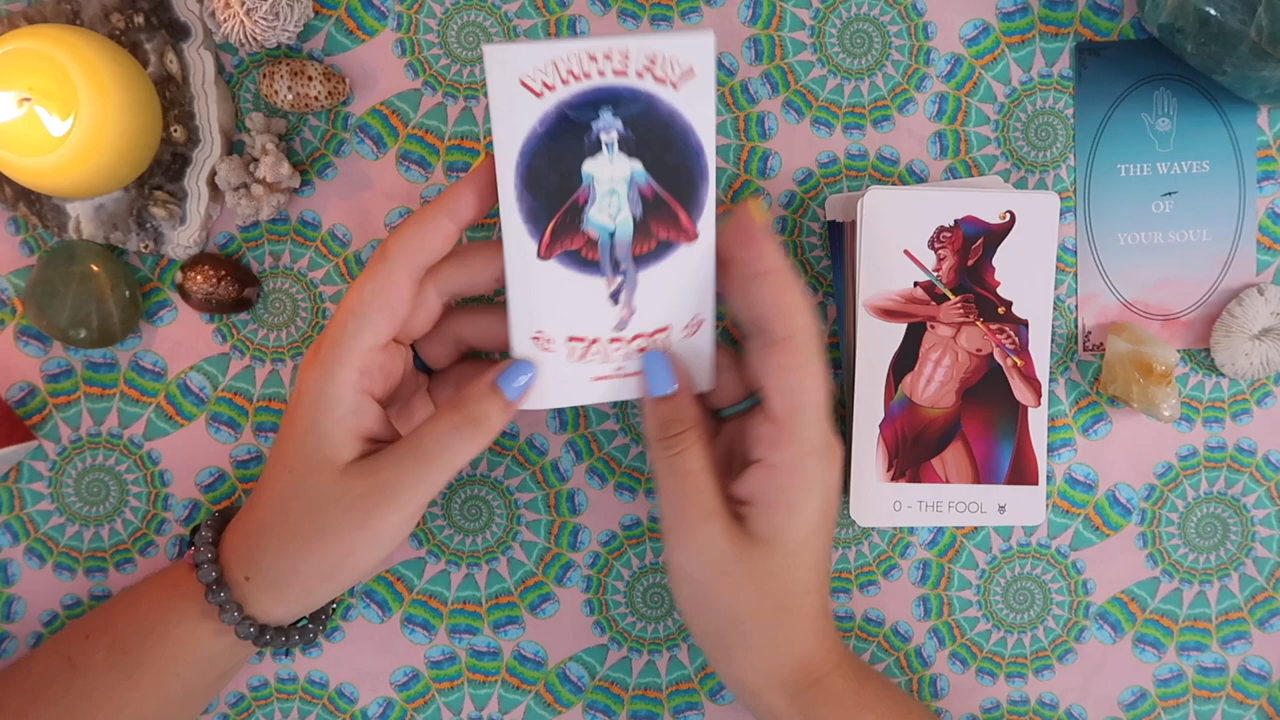 WHITE FLY
TAROT
0 - THE FOOL
THE WAVES
OF
YOUR SOUL